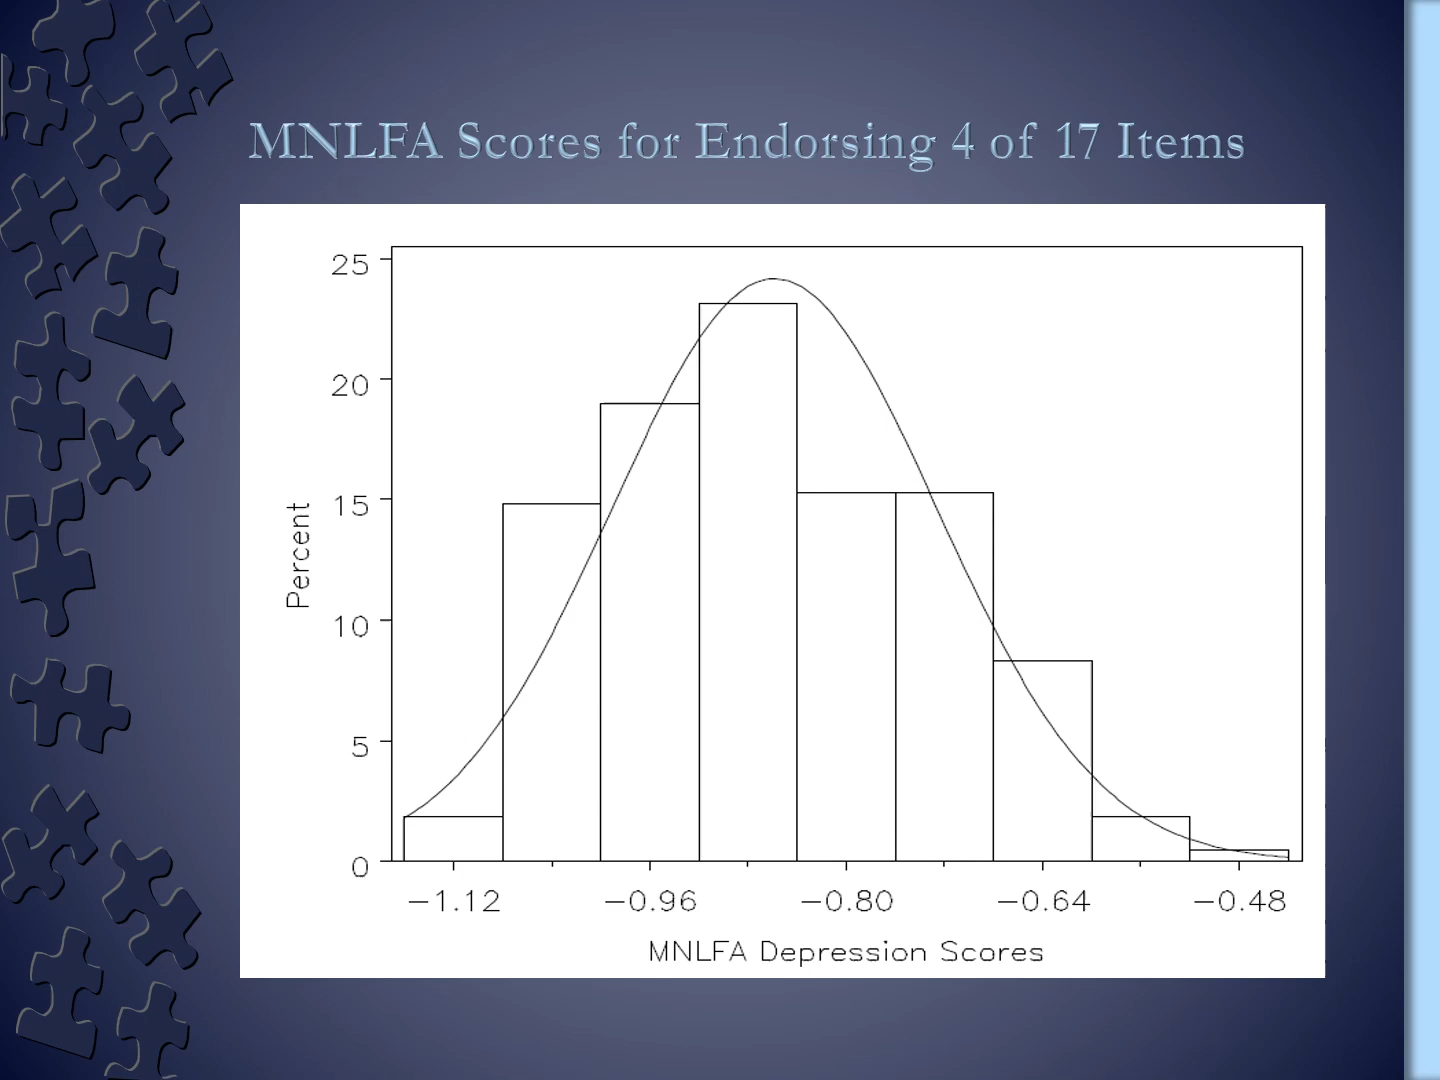 MNLFA Scores for Endorsing 4 of 17 Items
25
20
15
10
5
0
Percent
−1.12 −0.96 −0.80 −0.64 −0.48
MNLFA Depression Scores